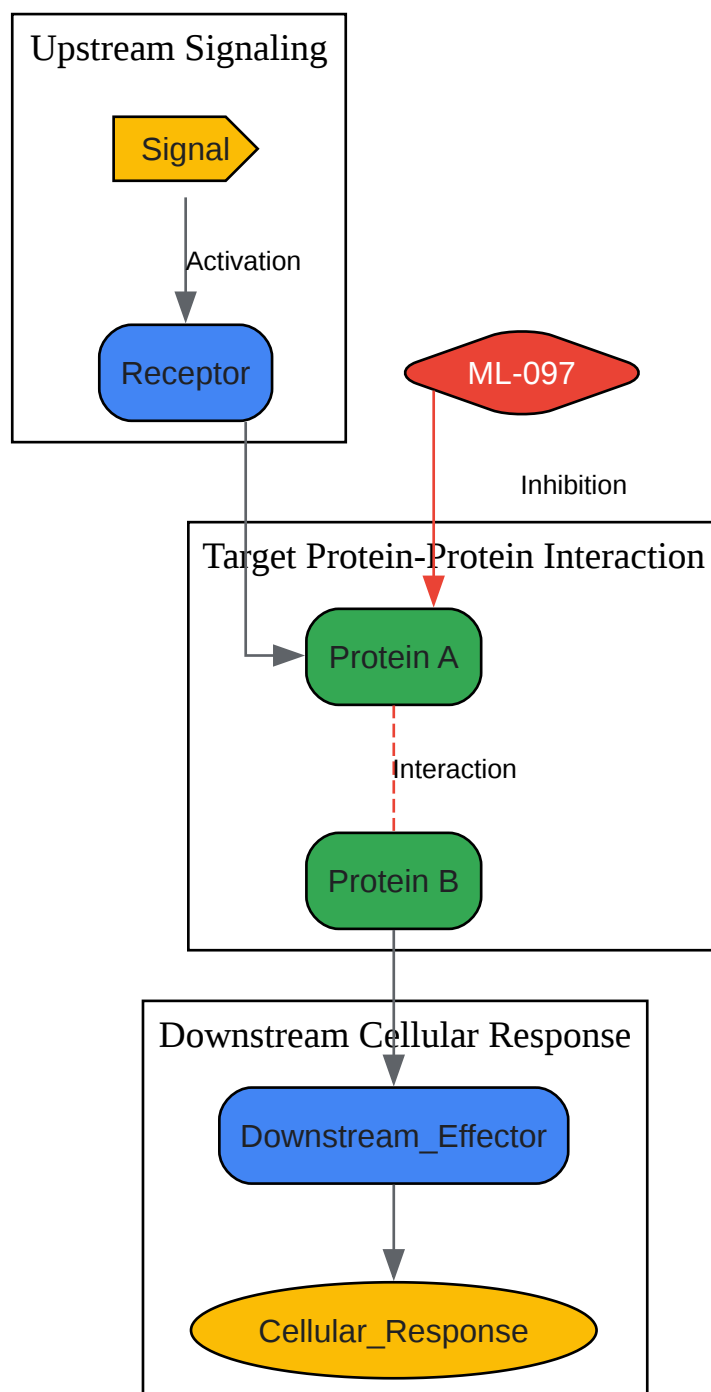 Upstream Signaling
Signal
Activation
Receptor
ML-097
Inhibition
Target Protein-Protein Interaction
Protein A
Interaction
Protein B
Downstream Cellular Response
Downstream_Effector
Cellular_Response